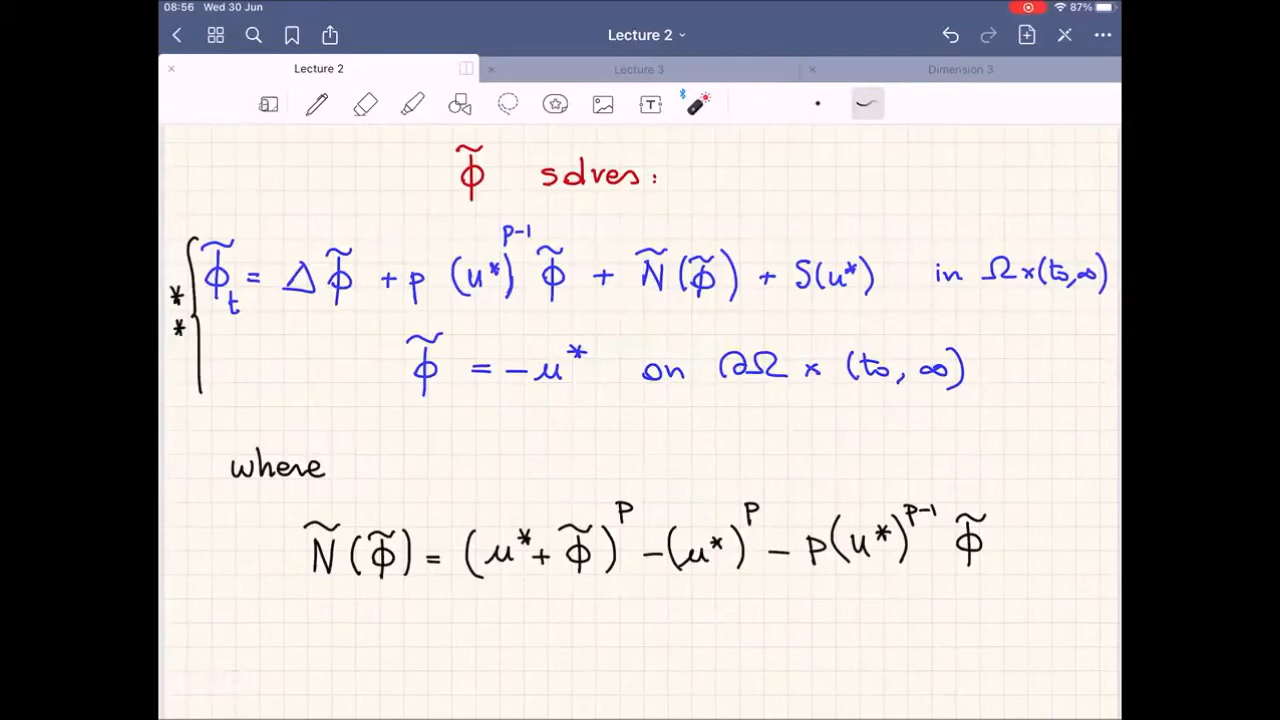 08:56 Wed 30 Jun 87%
Lecture 2
Lecture 2 Lecture 3 Dimension 3
T
ϕ̃ solves:
** { ϕ̃_t = Δϕ̃ + p (u*)^{p-1} ϕ̃ + Ñ(ϕ̃) + S(u*) in Ω×(t₀,∞)
ϕ̃ = -u* on ∂Ω × (t₀, ∞)
where
Ñ(ϕ̃) = (u* + ϕ̃)^p - (u*)^p - p(u*)^{p-1} ϕ̃